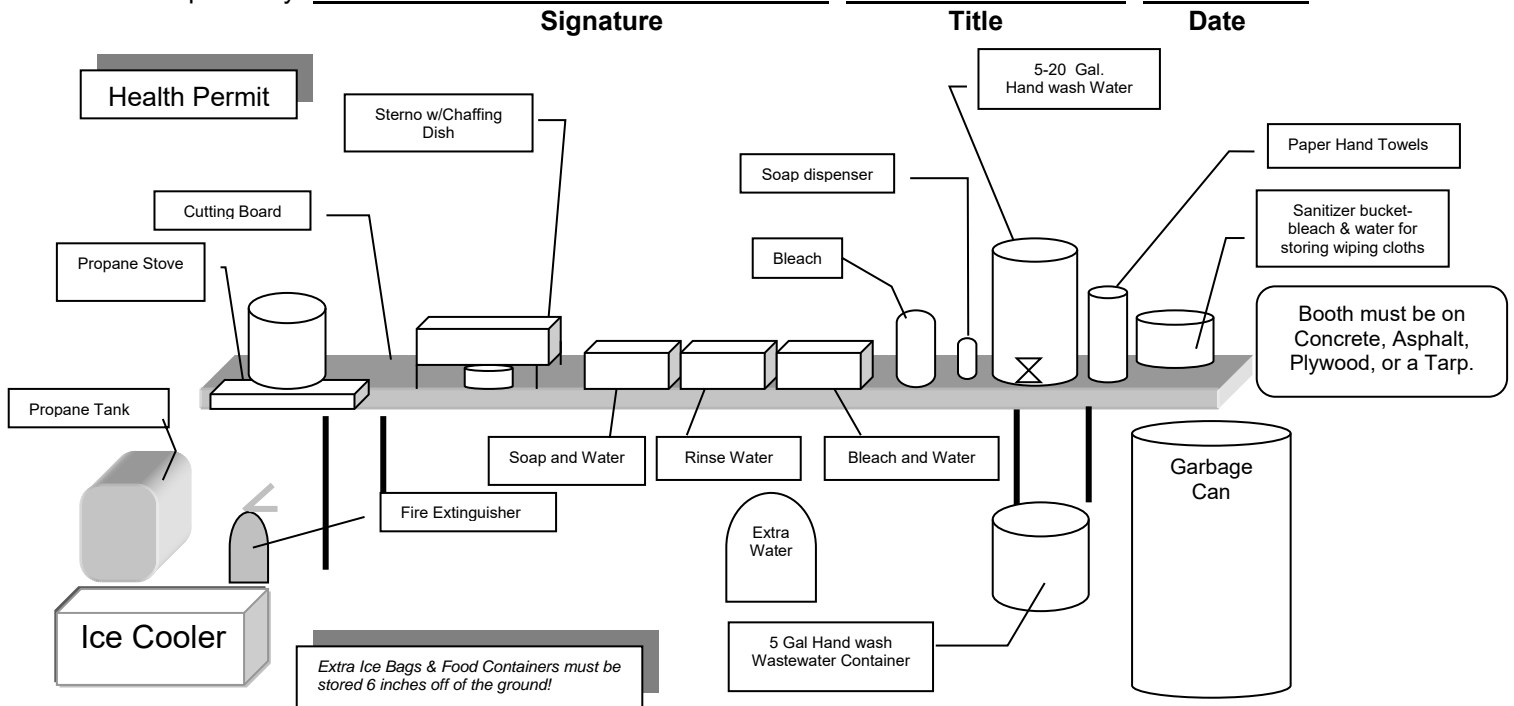 Signature Title Date
Health Permit
Sterno w/Chaffing
Dish
5-20 Gal.
Hand wash Water
Paper Hand Towels
Soap dispenser
Cutting Board
Sanitizer bucket-
bleach & water for
storing wiping cloths
Propane Stove
Bleach
Booth must be on
Concrete, Asphalt,
Plywood, or a Tarp.
Propane Tank
Soap and Water
Rinse Water
Bleach and Water
Garbage
Can
Fire Extinguisher
Extra
Water
Ice Cooler
5 Gal Hand wash
Wastewater Container
Extra Ice Bags & Food Containers must be
stored 6 inches off of the ground!